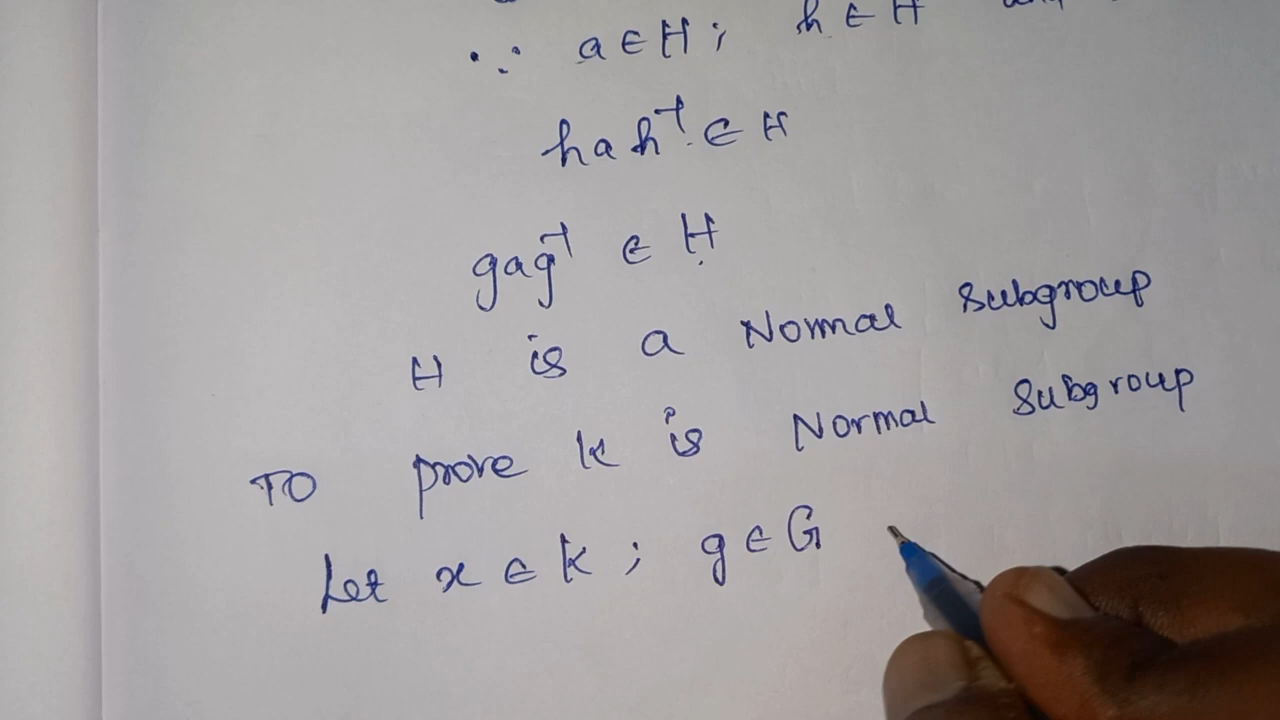 ∵ a ∈ H; h ∈ H
hah⁻¹ ∈ H
gag⁻¹ ∈ H
H is a Normal Subgroup
TO prove K is Normal Subgroup
Let x ∈ K; g ∈ G